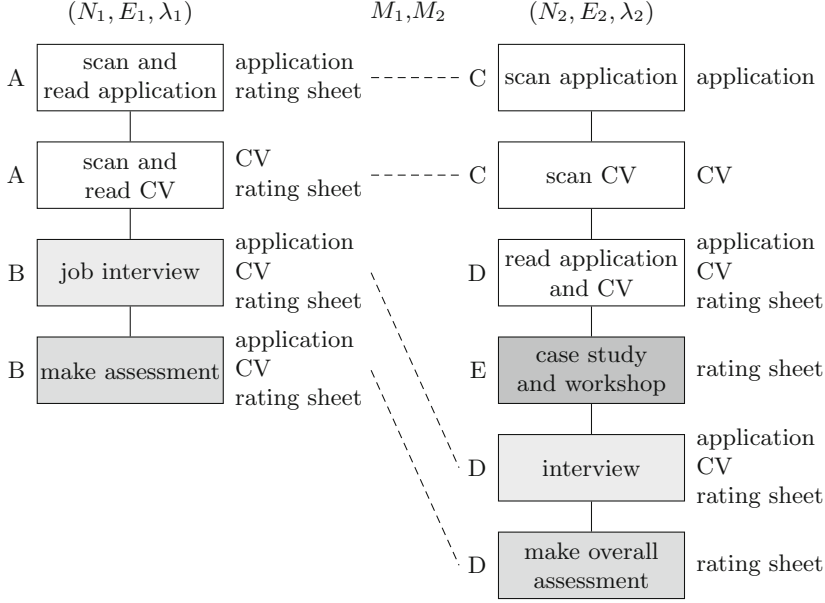 (N₁, E₁, λ₁)
M₁,M₂
(N₂, E₂, λ₂)
A
scan and
read application
application
rating sheet
C
scan application
application
A
scan and
read CV
CV
rating sheet
C
scan CV
CV
B
job interview
application
CV
rating sheet
D
read application
and CV
application
CV
rating sheet
B
make assessment
application
CV
rating sheet
E
case study
and workshop
rating sheet
D
interview
application
CV
rating sheet
D
make overall
assessment
rating sheet